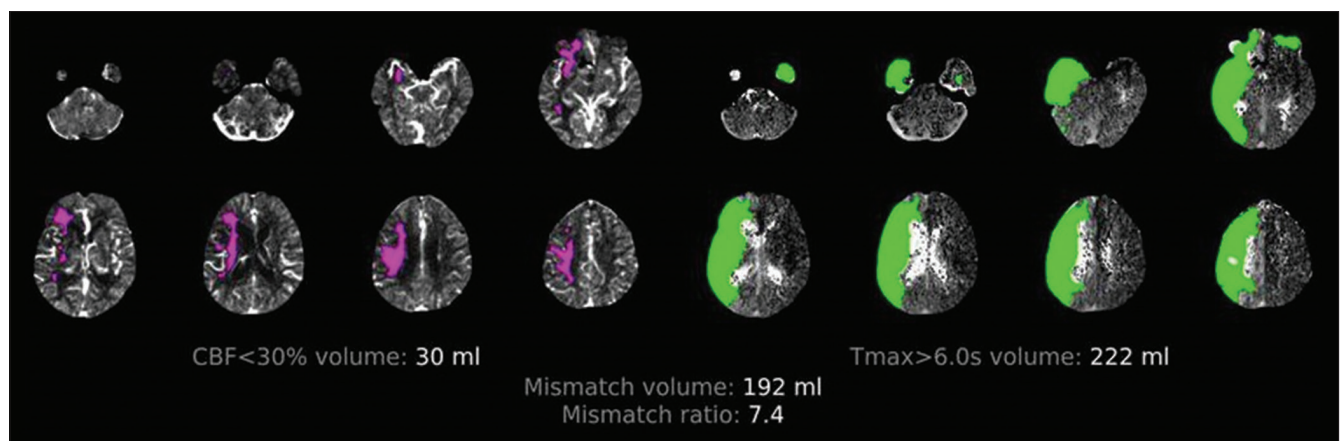 CBF<30% volume: 30 ml
Tmax>6.0s volume: 222 ml
Mismatch volume: 192 ml
Mismatch ratio: 7.4